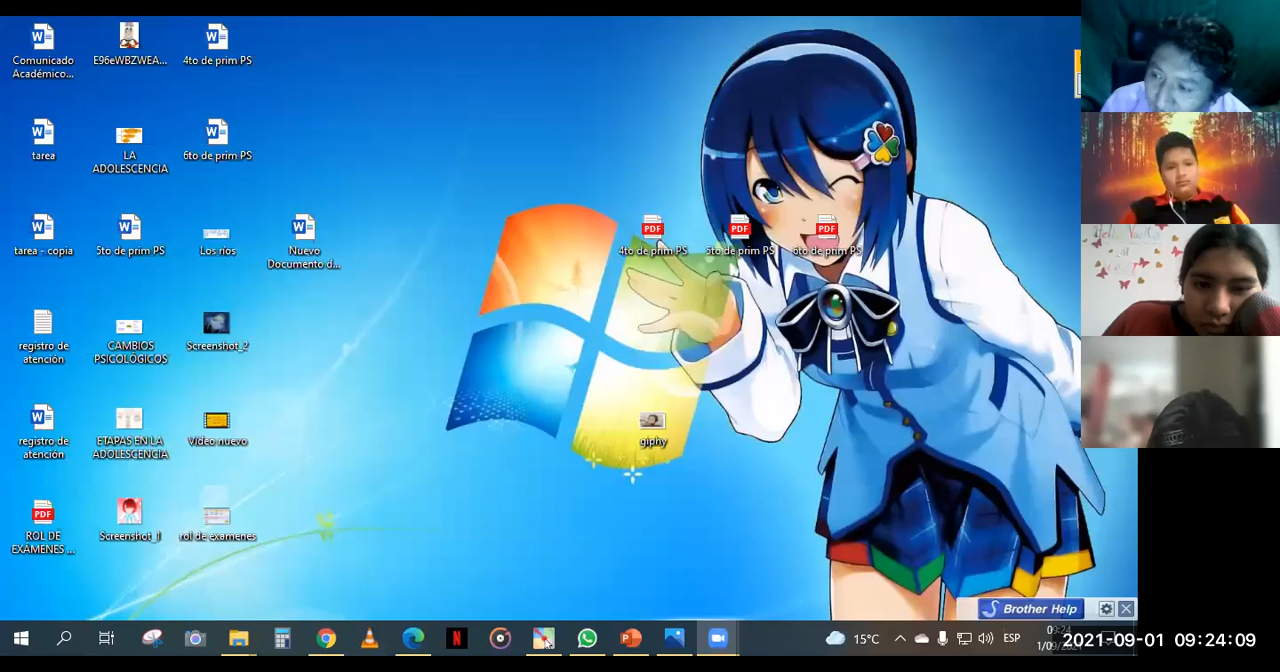 Comunicado
Académico...
E96eWBZWEA...
4to de prim PS
tarea
LA
ADOLESCENCIA
6to de prim PS
tarea - copia
5to de prim PS
Los ríos
Nuevo
Documento d...
4to de prim PS
5to de prim PS
6to de prim PS
registro de
atención
CAMBIOS
PSICOLÓGICOS
Screenshot_2
registro de
atención
ETAPAS EN LA
ADOLESCENCIA
Video nuevo
giphy
ROL DE
EXÁMENES ...
Screenshot_1
rol de examenes
Brother Help
15°C
ESP
2021-09-01 09:24:09